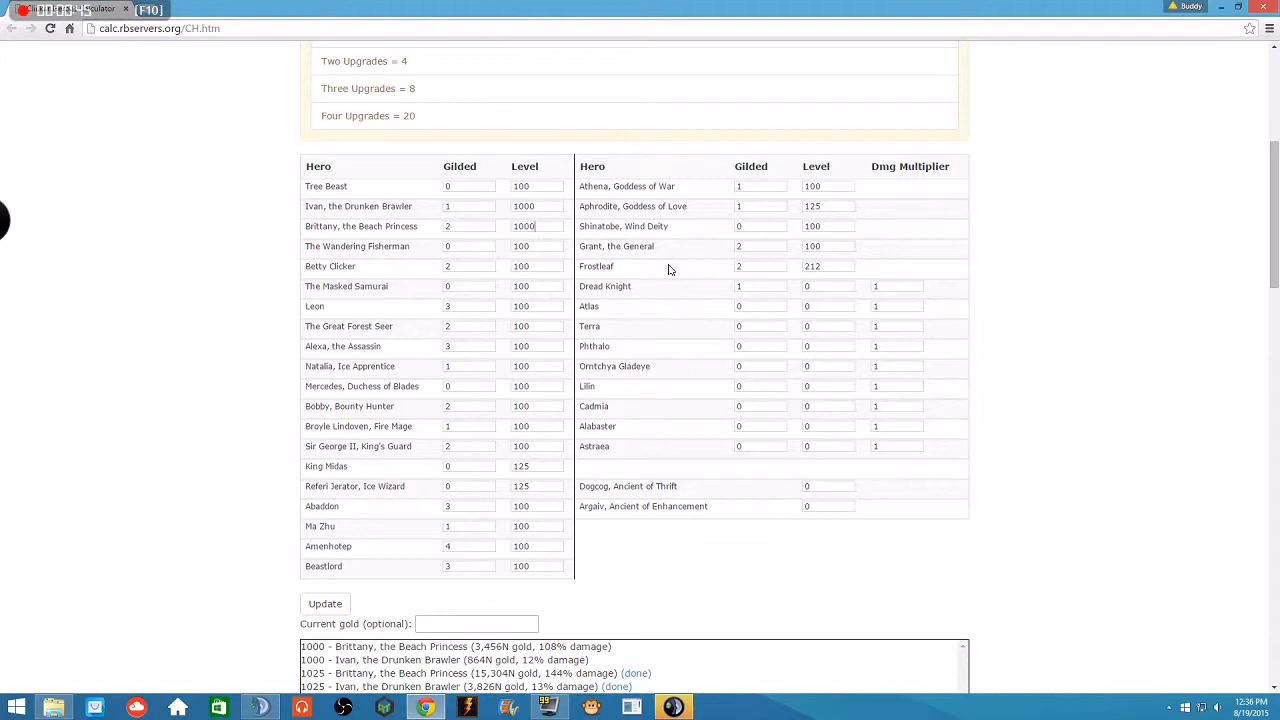 [F10]
Buddy
calc.rbservers.org/CH.htm
Two Upgrades = 4
Three Upgrades = 8
Four Upgrades = 20
Hero Gilded Level Hero Gilded Level Dmg Multiplier
Tree Beast 0 100 Athena, Goddess of War 1 100
Ivan, the Drunken Brawler 1 1000 Aphrodite, Goddess of Love 1 125
Brittany, the Beach Princess 2 1000 Shinatobe, Wind Deity 0 100
The Wandering Fisherman 0 100 Grant, the General 2 100
Betty Clicker 2 100 Frostleaf 2 212
The Masked Samurai 0 100 Dread Knight 1 0 1
Leon 3 100 Atlas 0 0 1
The Great Forest Seer 2 100 Terra 0 0 1
Alexa, the Assassin 3 100 Phthalo 0 0 1
Natalia, Ice Apprentice 1 100 Orntchya Gladeye 0 0 1
Mercedes, Duchess of Blades 0 100 Lilin 0 0 1
Bobby, Bounty Hunter 2 100 Cadmia 0 0 1
Broyle Lindoven, Fire Mage 1 100 Alabaster 0 0 1
Sir George II, King's Guard 2 100 Astraea 0 0 1
King Midas 0 125
Referi Jerator, Ice Wizard 0 125 Dogcog, Ancient of Thrift 0
Abaddon 3 100 Argaiv, Ancient of Enhancement 0
Ma Zhu 1 100
Amenhotep 4 100
Beastlord 3 100
Update
Current gold (optional):
1000 - Brittany, the Beach Princess (3,456N gold, 108% damage)
1000 - Ivan, the Drunken Brawler (864N gold, 12% damage)
1025 - Brittany, the Beach Princess (15,304N gold, 144% damage) (done)
1025 - Ivan, the Drunken Brawler (3,826N gold, 13% damage) (done)
99
12:36 PM
8/19/2015